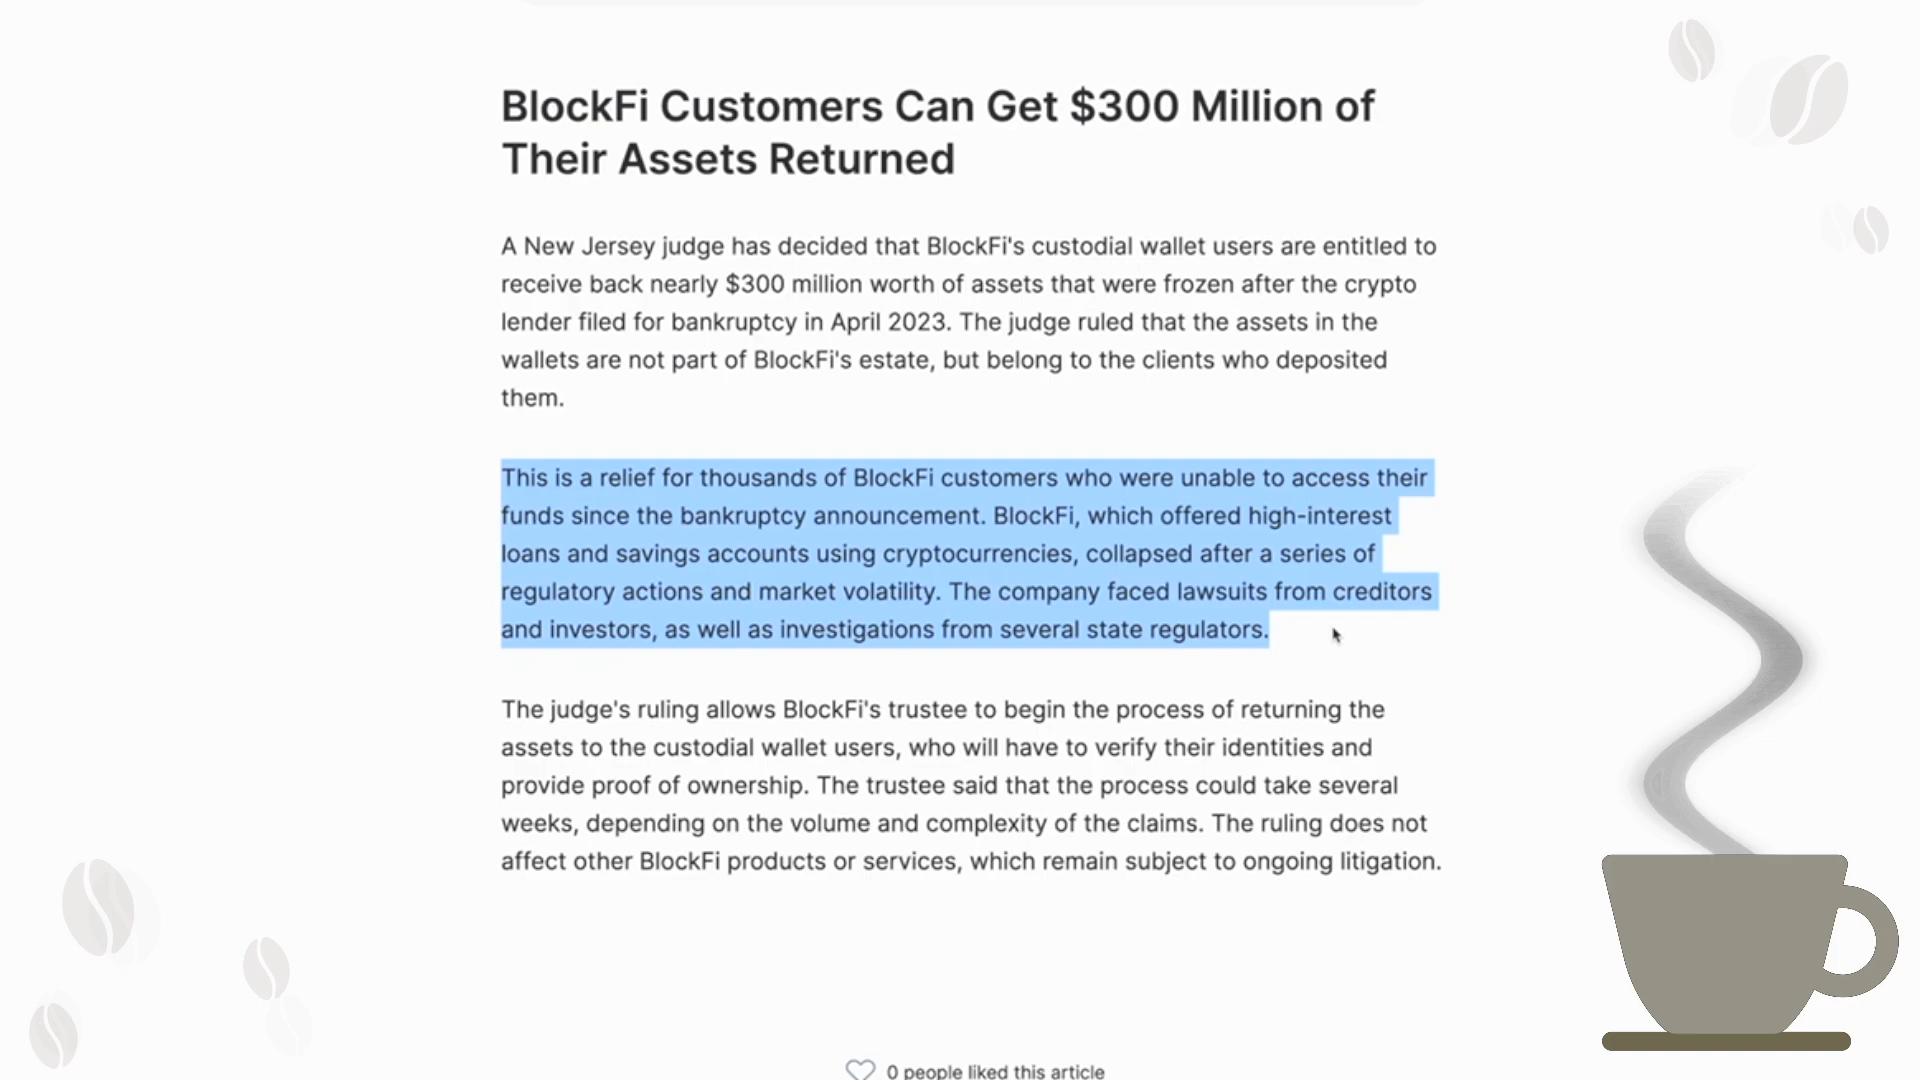 BlockFi Customers Can Get $300 Million of
Their Assets Returned
A New Jersey judge has decided that BlockFi's custodial wallet users are entitled to
receive back nearly $300 million worth of assets that were frozen after the crypto
lender filed for bankruptcy in April 2023. The judge ruled that the assets in the
wallets are not part of BlockFi's estate, but belong to the clients who deposited
them.
This is a relief for thousands of BlockFi customers who were unable to access their
funds since the bankruptcy announcement. BlockFi, which offered high-interest
loans and savings accounts using cryptocurrencies, collapsed after a series of
regulatory actions and market volatility. The company faced lawsuits from creditors
and investors, as well as investigations from several state regulators.
The judge's ruling allows BlockFi's trustee to begin the process of returning the
assets to the custodial wallet users, who will have to verify their identities and
provide proof of ownership. The trustee said that the process could take several
weeks, depending on the volume and complexity of the claims. The ruling does not
affect other BlockFi products or services, which remain subject to ongoing litigation.
0 people liked this article